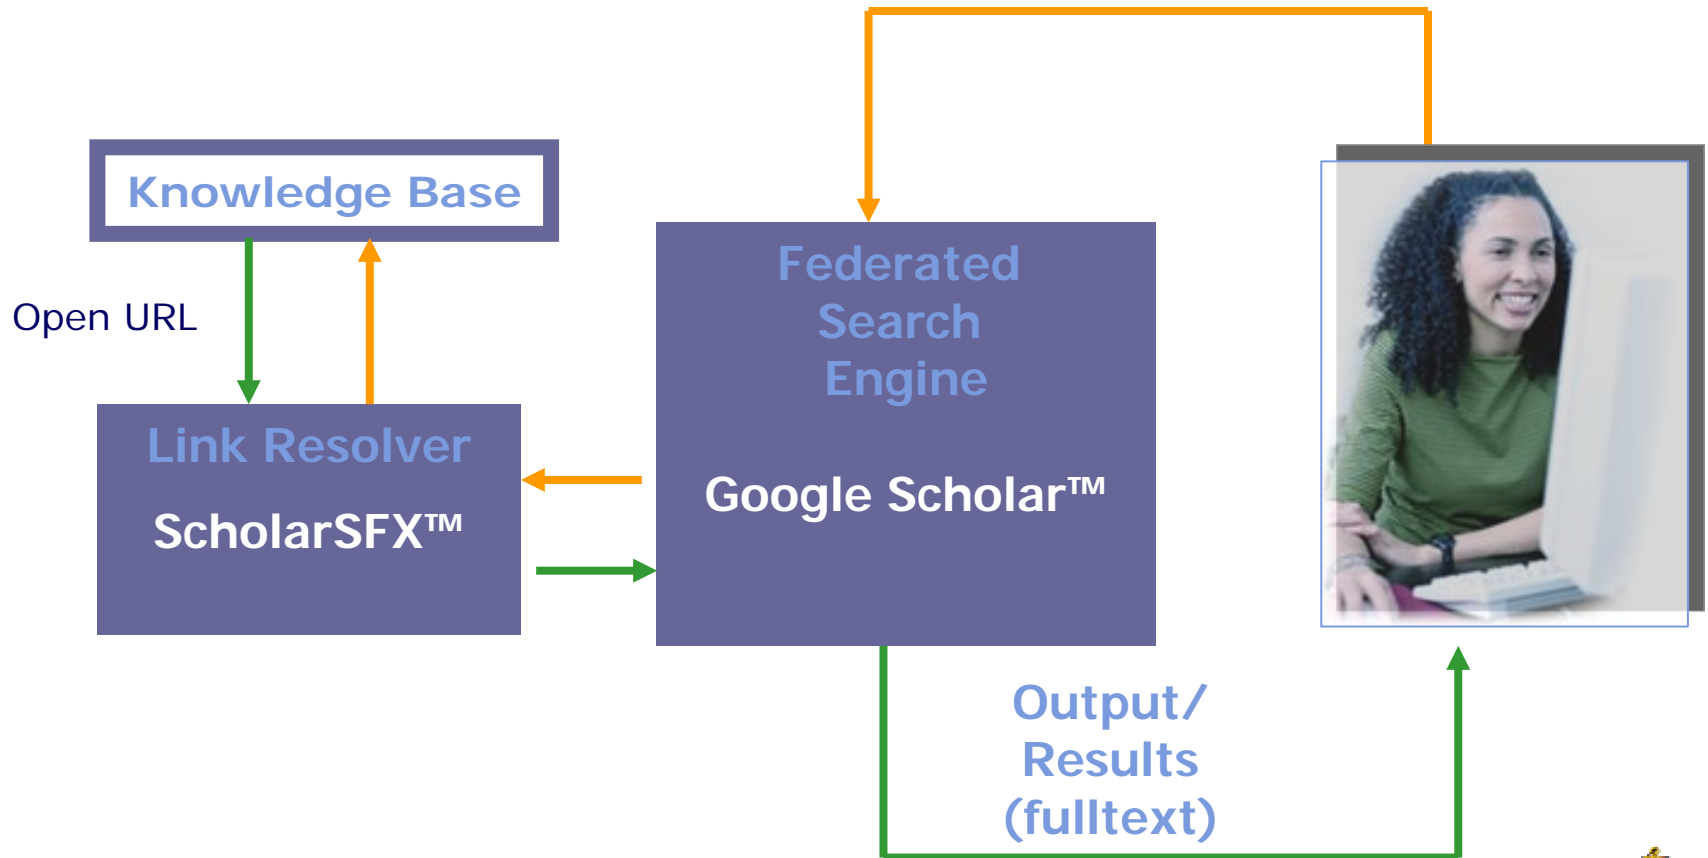 Knowledge Base
Open URL
Link Resolver
ScholarSFX™
Federated
Search
Engine
Google Scholar™
Output/
Results
(fulltext)